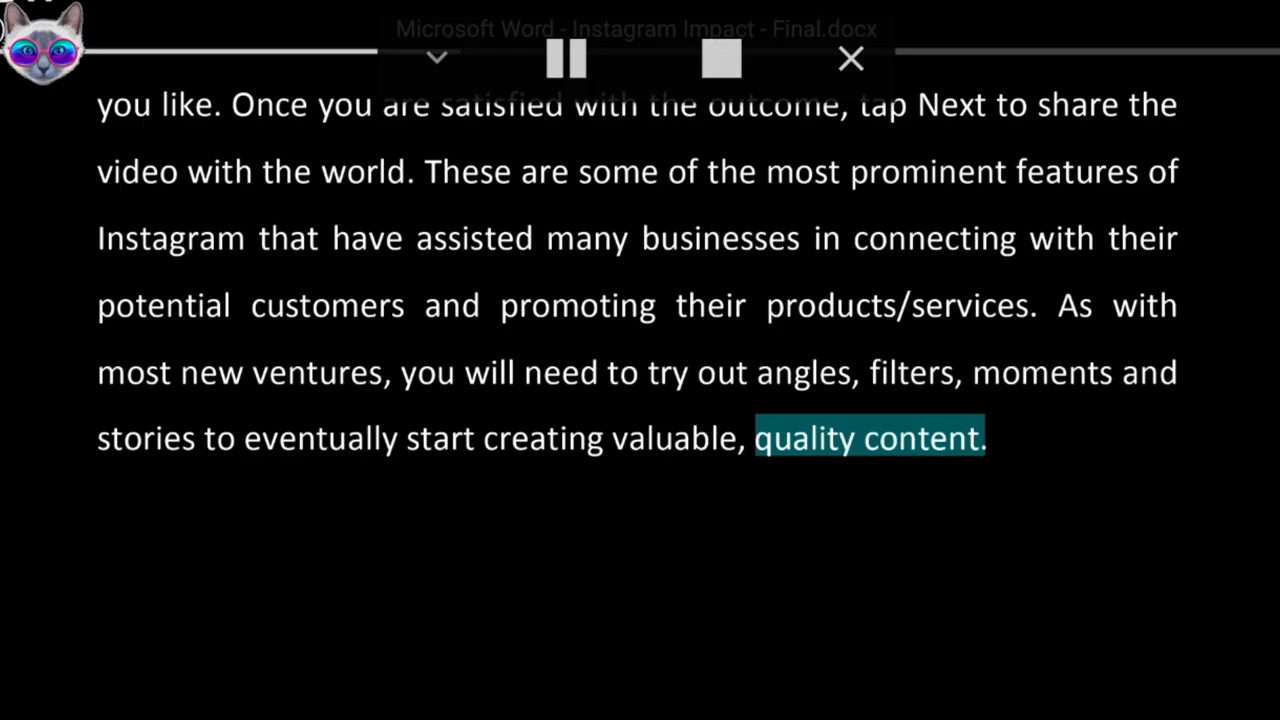 Microsoft Word - Instagram Impact - Final.docx
you like. Once you are satisfied with the outcome, tap Next to share the
video with the world. These are some of the most prominent features of
Instagram that have assisted many businesses in connecting with their
potential customers and promoting their products/services. As with
most new ventures, you will need to try out angles, filters, moments and
stories to eventually start creating valuable, quality content.